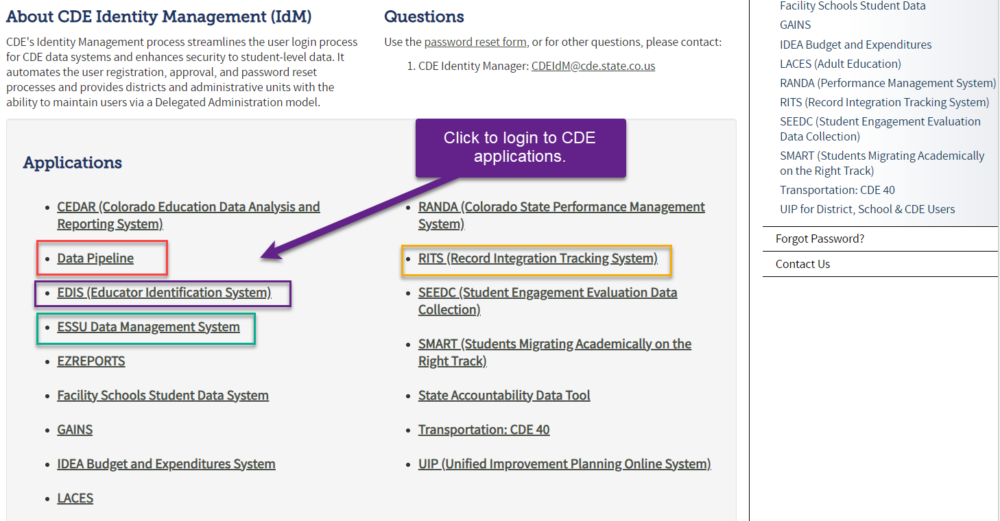 About CDE Identity Management (IdM)
CDE's Identity Management process streamlines the user login process
for CDE data systems and enhances security to student-level data. It
automates the user registration, approval, and password reset
processes and provides districts and administrative units with the
ability to maintain users via a Delegated Administration model.
Questions
Use the password reset form, or for other questions, please contact:
1. CDE Identity Manager: CDEIdM@cde.state.co.us
Click to login to CDE
applications.
Applications
• CEDAR (Colorado Education Data Analysis and
Reporting System)
• Data Pipeline
• EDIS (Educator Identification System)
• ESSU Data Management System
• EZREPORTS
• Facility Schools Student Data System
• GAINS
• IDEA Budget and Expenditures System
• LACES
• RANDA (Colorado State Performance Management
System)
• RITS (Record Integration Tracking System)
• SEEDC (Student Engagement Evaluation Data
Collection)
• SMART (Students Migrating Academically on the
Right Track)
• State Accountability Data Tool
• Transportation: CDE 40
• UIP (Unified Improvement Planning Online System)
Facility Schools Student Data
GAINS
IDEA Budget and Expenditures
LACES (Adult Education)
RANDA (Performance Management System)
RITS (Record Integration Tracking System)
SEEDC (Student Engagement Evaluation
Data Collection)
SMART (Students Migrating Academically
on the Right Track)
Transportation: CDE 40
UIP for District, School & CDE Users
Forgot Password?
Contact Us